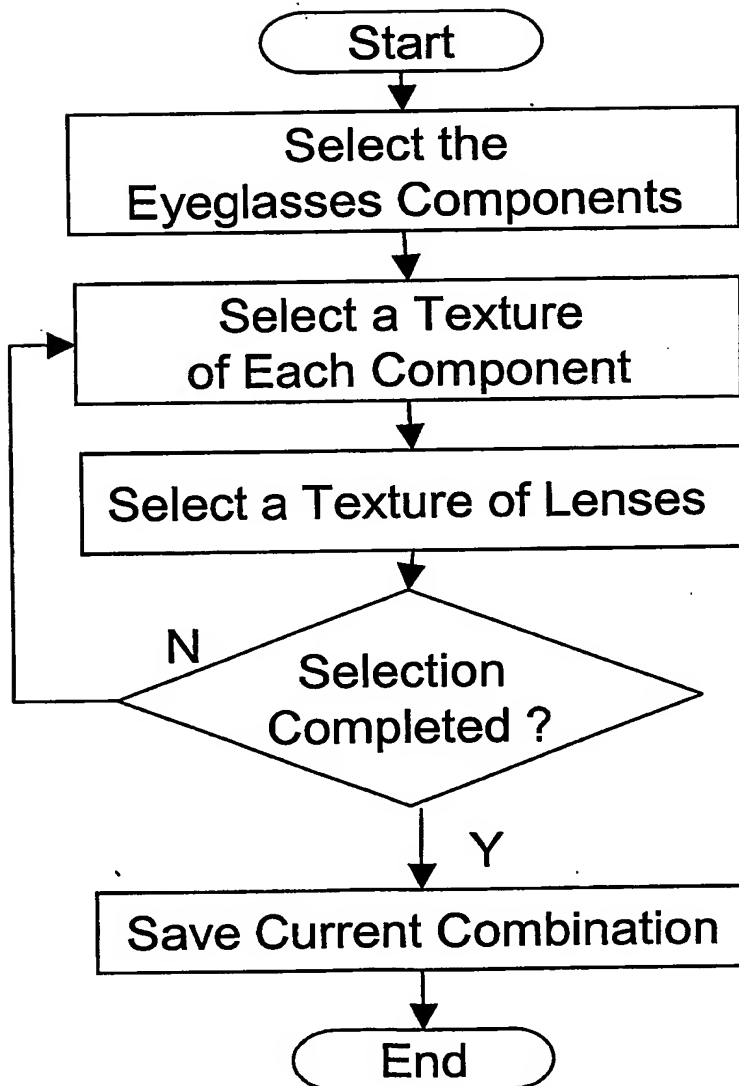 Start
Select the
Eyeglasses Components
Select a Texture
of Each Component
Select a Texture of Lenses
N
Selection
Completed ?
Y
Save Current Combination
End